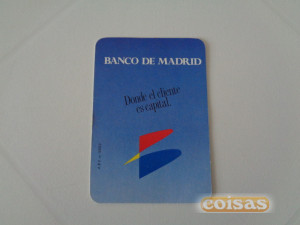 BANCO DE MADRID
Donde el cliente
es capital.
coisas